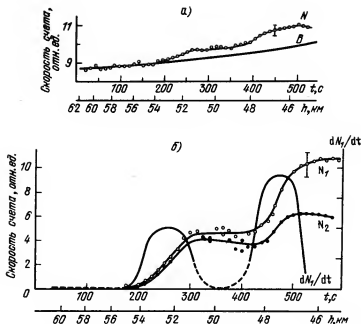 а)
Скорость счета,
отн.ед.
11
9
N
B
100 200 300 400 500 t,c
62 60 58 56 54 52 50 48 46 h,км
б)
Скорость счета, отн.ед.
10
8
6
4
2
0
dN₁/dt
N₁
N₂
dN₁/dt
100 200 300 400 500 t,c
60 58 56 54 52 50 48 46 h,км